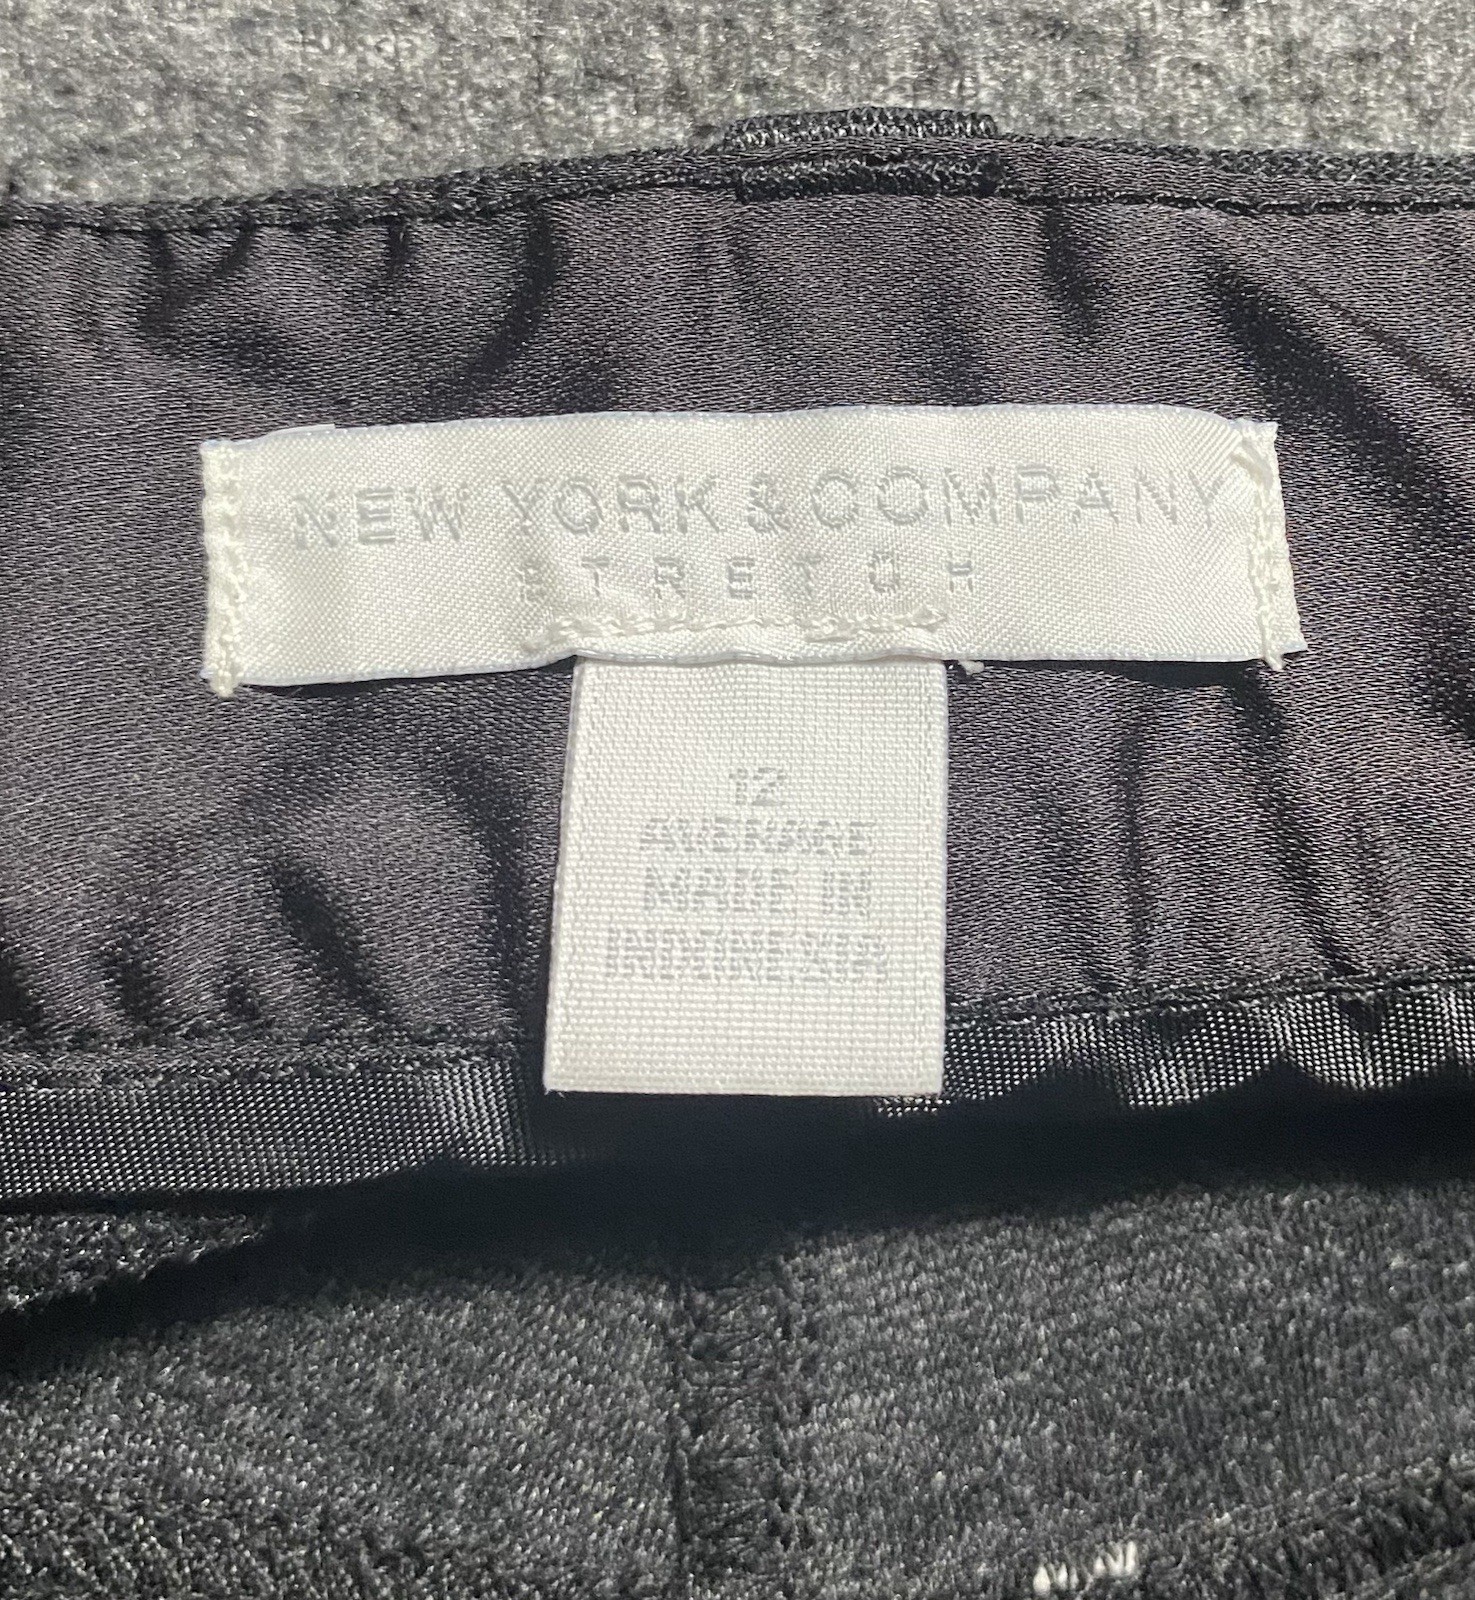 NEW YORK & COMPANY
STRETCH
12
AVERAGE
MADE IN
INDONESIA